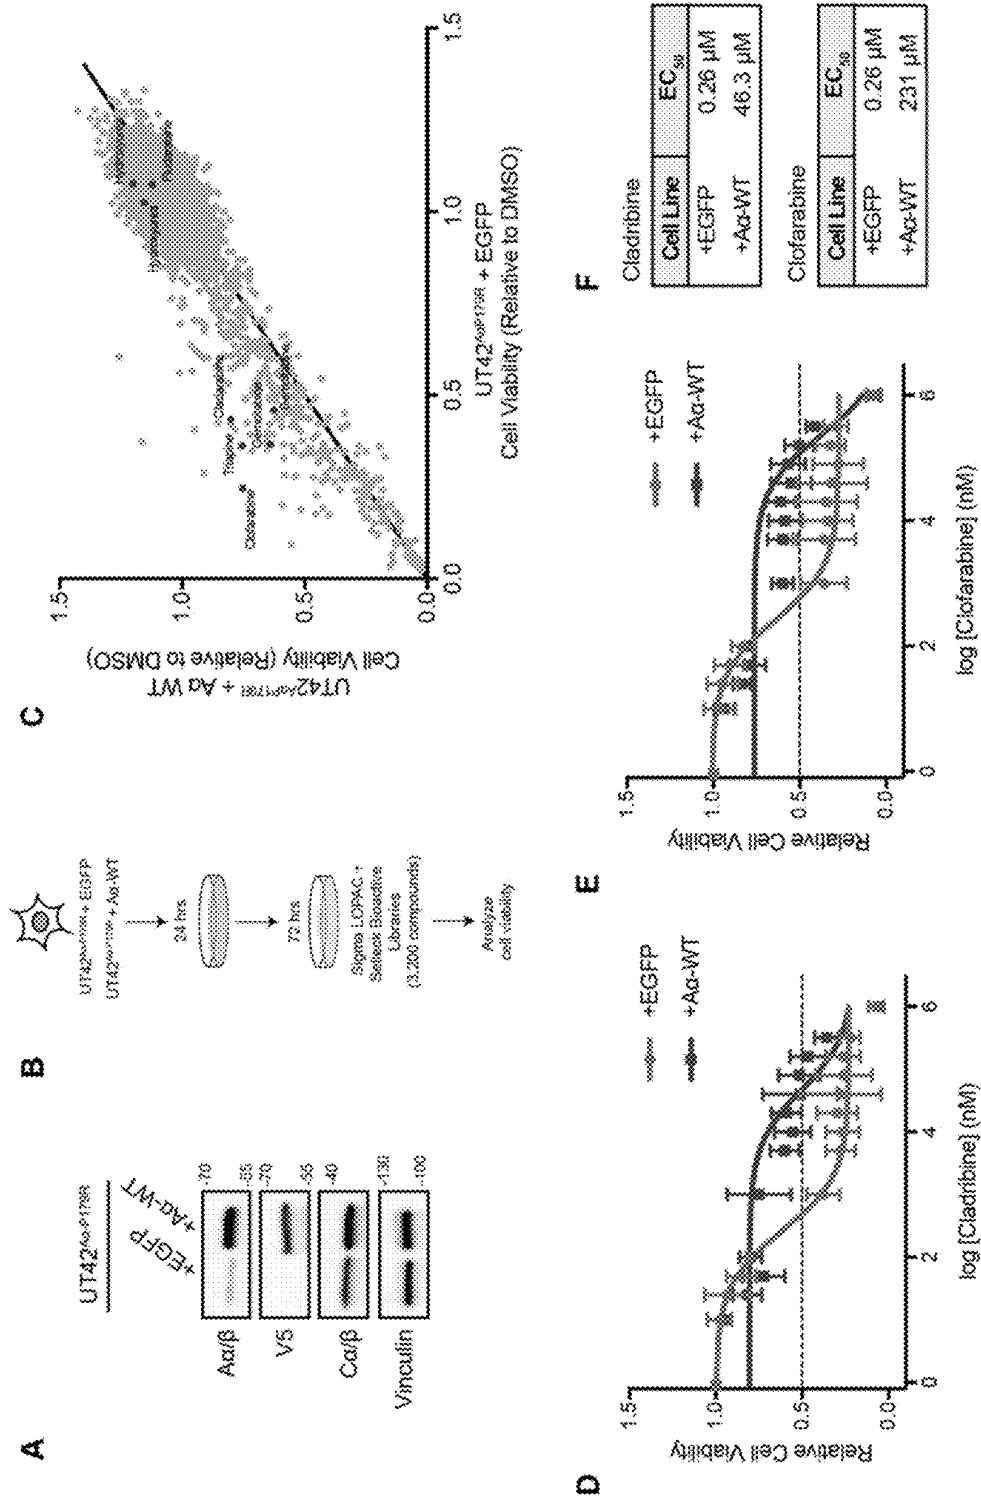 A
UT42Aα-P179R
+EGFP
+Aα-WT
Aα/β
-70
-55
V5
-70
-55
Cα/β
-40
Vinculin
-130
-100
B
UT42 + EGFP
UT42 + Aα-WT
24 hrs
72 hrs
Sigma LOPAC +
Selleck Bioactive
Libraries
(3,200 compounds)
Analyze
cell viability
C
UT42AαP179R + Aα WT
Cell Viability (Relative to DMSO)
1.5
1.0
0.5
0.0
Clofarabine
Triapine
Cladribine
0.0
0.5
1.0
1.5
UT42AαP179R + EGFP
Cell Viability (Relative to DMSO)
D
Relative Cell Viability
1.5
1.0
0.5
0.0
+EGFP
+Aα-WT
0
2
4
6
log [Cladribine] (nM)
E
Relative Cell Viability
1.5
1.0
0.5
0.0
+EGFP
+Aα-WT
0
2
4
6
log [Clofarabine] (nM)
F
Cladribine
Cell Line EC50
+EGFP 0.26 μM
+Aα-WT 46.3 μM
Clofarabine
Cell Line EC50
+EGFP 0.26 μM
+Aα-WT 231 μM